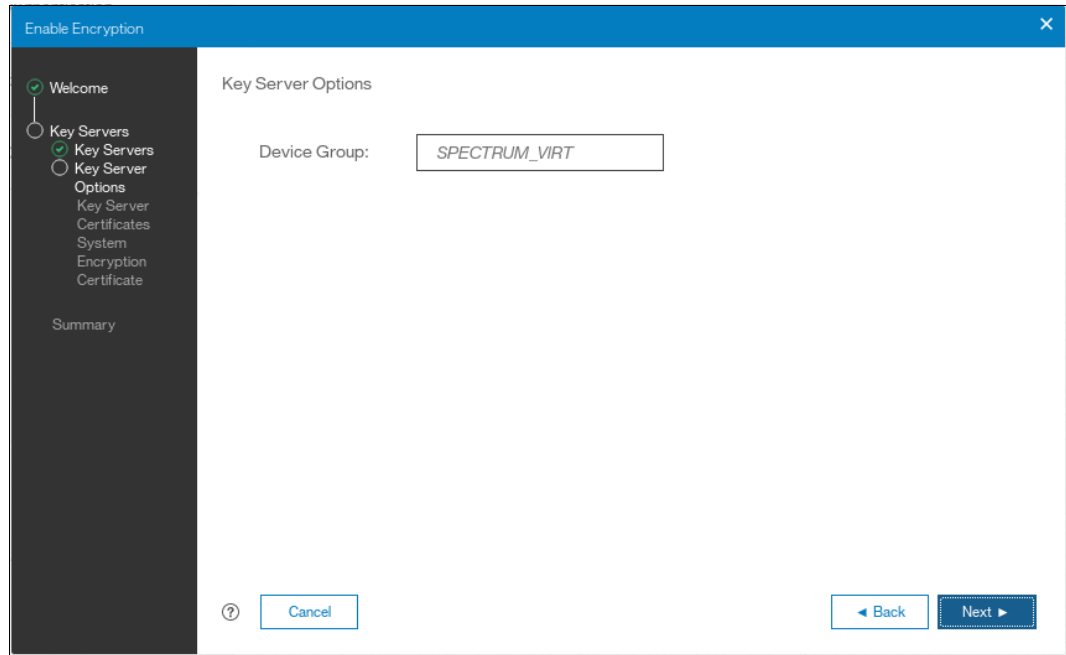 Enable Encryption
Welcome
Key Servers
Key Servers
Key Server
Options
Key Server
Certificates
System
Encryption
Certificate
Summary
Key Server Options
Device Group:
SPECTRUM_VIRT
?
Cancel
◄ Back
Next ►